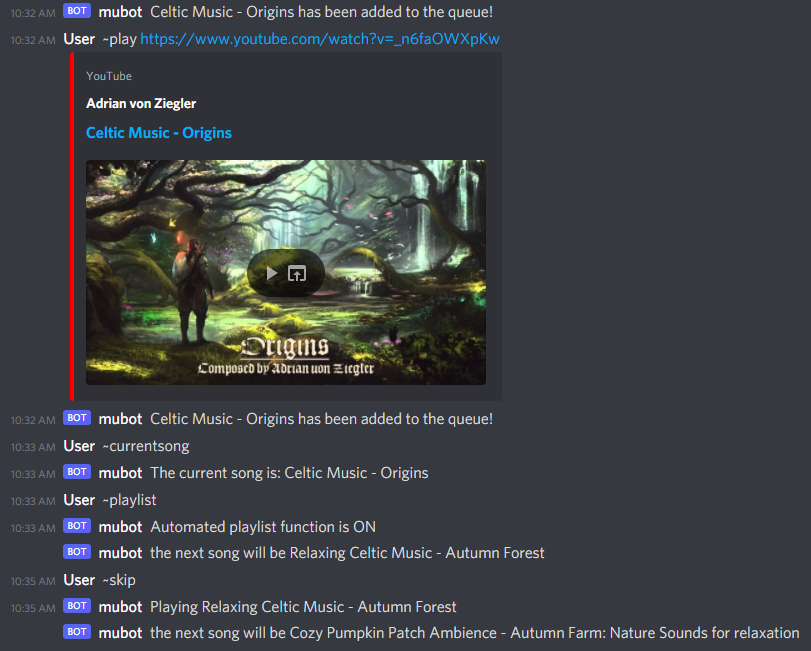 10:32 AM BOT mubot Celtic Music - Origins has been added to the queue!
10:32 AM User ~play https://www.youtube.com/watch?v=_n6faOWXpKw
YouTube
Adrian von Ziegler
Celtic Music - Origins
Origins
Composed by Adrian von Ziegler
10:32 AM BOT mubot Celtic Music - Origins has been added to the queue!
10:33 AM User ~currentsong
10:33 AM BOT mubot The current song is: Celtic Music - Origins
10:33 AM User ~playlist
10:33 AM BOT mubot Automated playlist function is ON
BOT mubot the next song will be Relaxing Celtic Music - Autumn Forest
10:35 AM User ~skip
10:35 AM BOT mubot Playing Relaxing Celtic Music - Autumn Forest
BOT mubot the next song will be Cozy Pumpkin Patch Ambience - Autumn Farm: Nature Sounds for relaxation